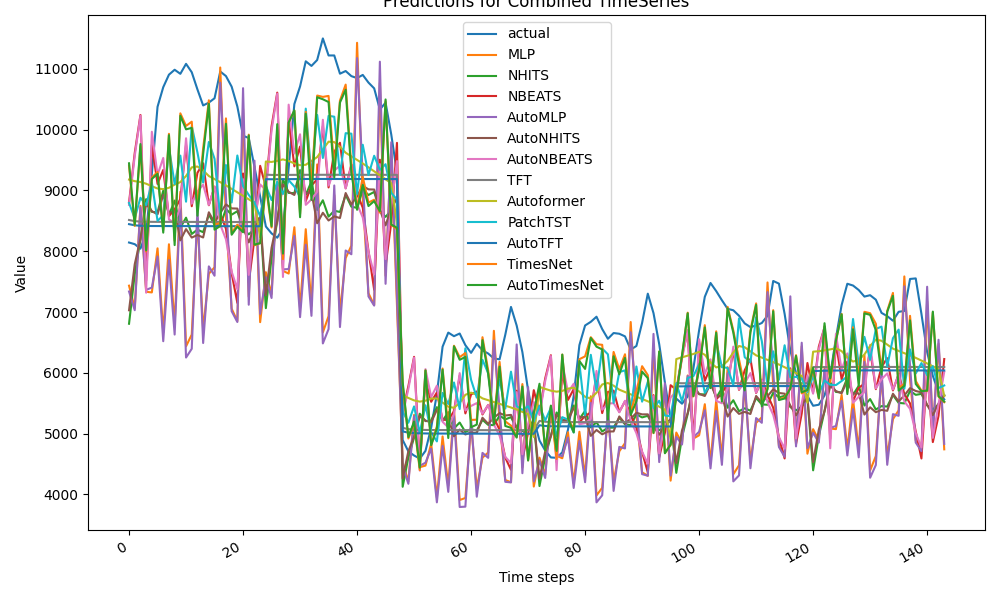 Predictions for Combined TimeSeries
actual
MLP
NHITS
NBEATS
AutoMLP
AutoNHITS
AutoNBEATS
TFT
Autoformer
PatchTST
AutoTFT
TimesNet
AutoTimesNet
Value
11000
10000
9000
8000
7000
6000
5000
4000
0
20
40
60
80
100
120
140
Time steps